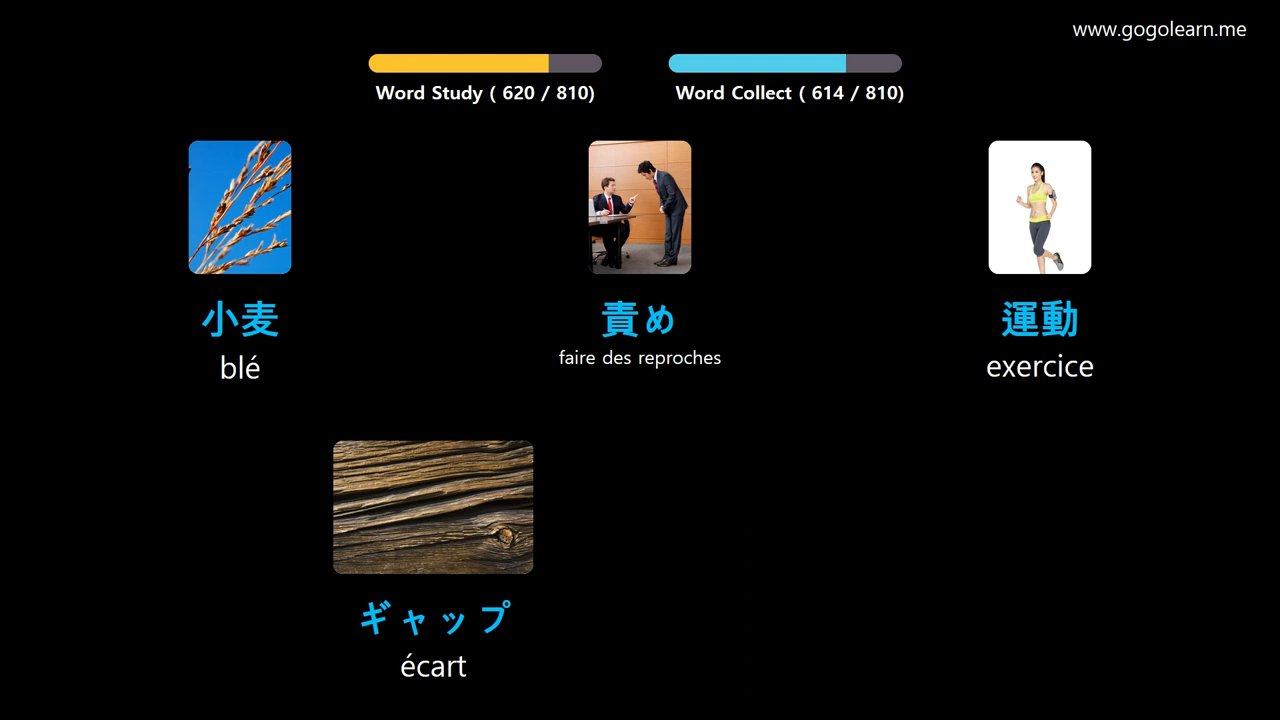 www.gogolearn.me
Word Study ( 620 / 810)
Word Collect ( 614 / 810)
小麦
blé
責め
faire des reproches
運動
exercice
ギャップ
écart